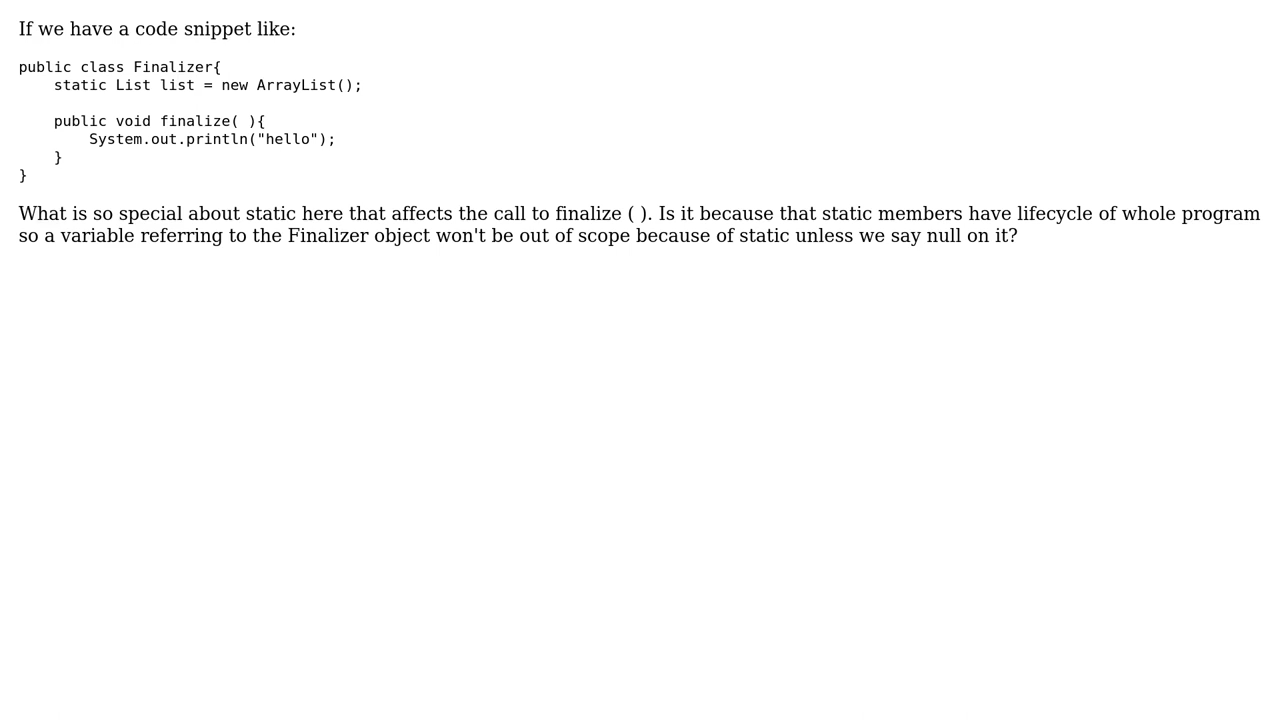 If we have a code snippet like:
public class Finalizer{
    static List list = new ArrayList();
    public void finalize( ){
        System.out.println("hello");
    }
}
What is so special about static here that affects the call to finalize ( ). Is it because that static members have lifecycle of whole program
so a variable referring to the Finalizer object won't be out of scope because of static unless we say null on it?